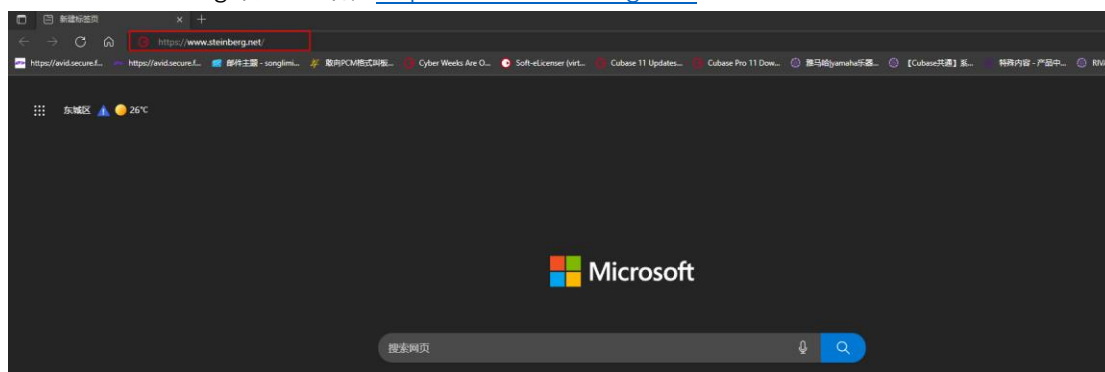 新建标签页
https://www.steinberg.net/
https://avid.secure.f... https://avid.secure.f... 邮件主题 - songlimi... 敢向PCM格式叫板... Cyber Weeks Are O... Soft-eLicenser (virt... Cubase 11 Updates... Cubase Pro 11 Dow... 雅马哈|yamaha乐器... 【Cubase共通】系... 特殊内容 - 产品中...
东城区 26°C
Microsoft
搜索网页